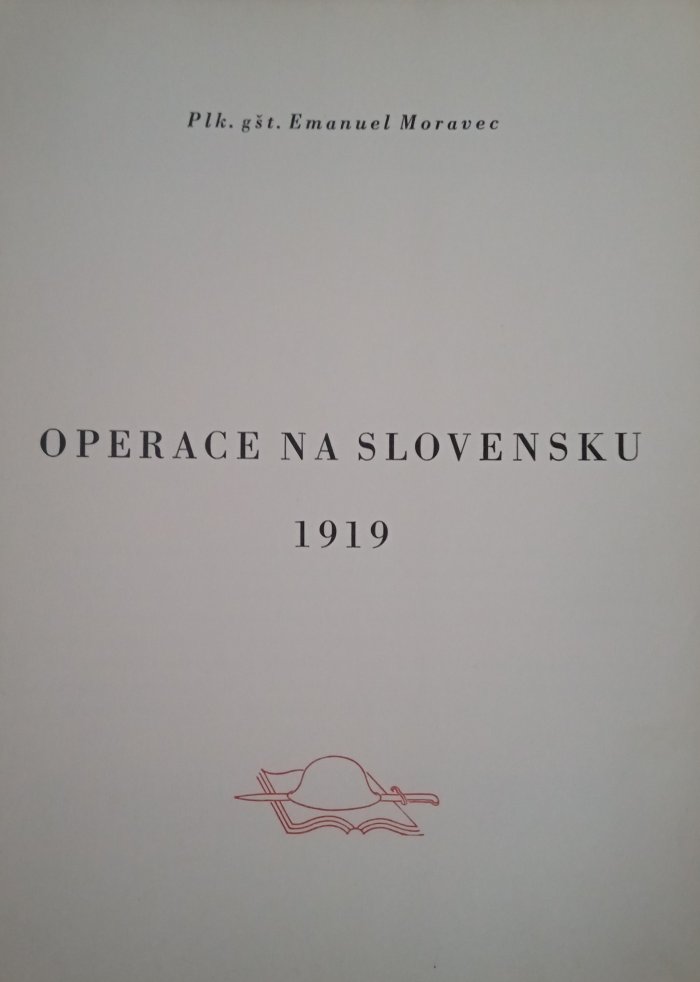 Plk. gšt. Emanuel Moravec
OPERACE NA SLOVENSKU
1919